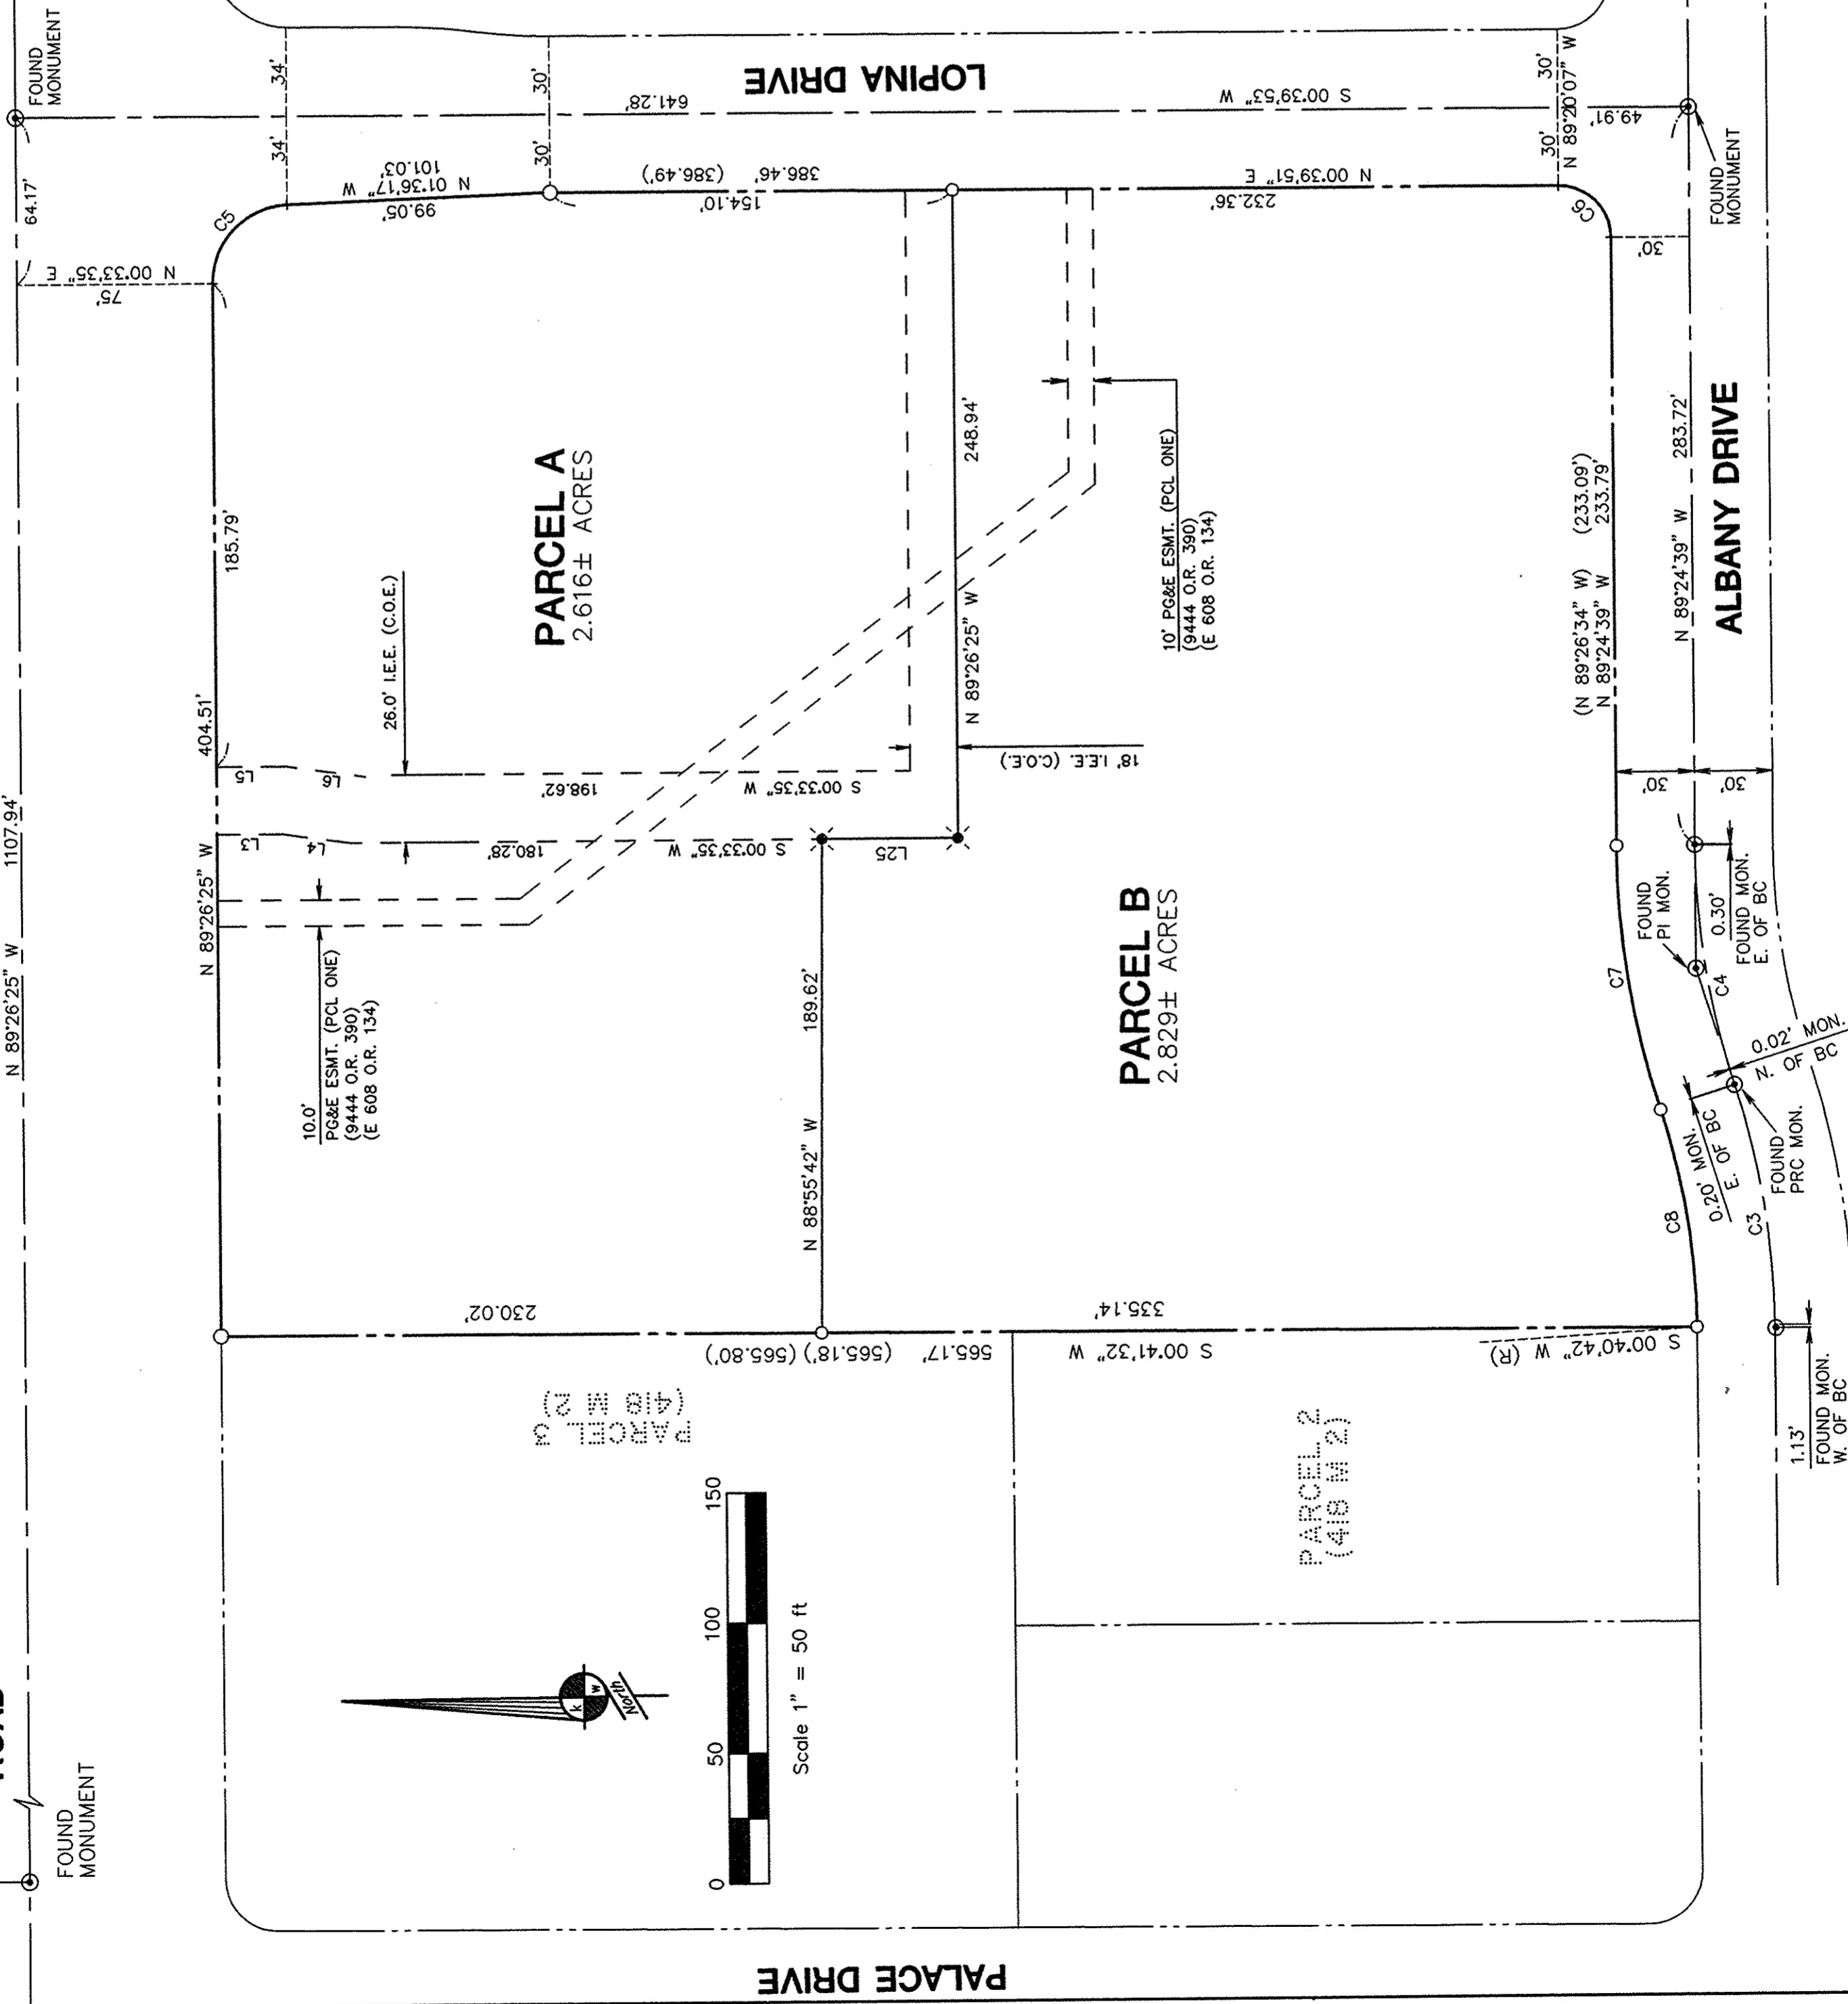 FOUND
MONUMENT
64.17'
34'
34'
30'
30'
LOPINA DRIVE
641.28'
S 00°39'53" W
30'
30'
N 89°20'07" W
49.91'
FOUND
MONUMENT
N 00°33'35" E
75'
C5
N 01°36'17" W
101.03'
99.05'
386.46' (386.49')
154.10'
N 00°39'51" E
232.36'
C6
30'
N 89°26'25" W 1107.94'
404.51'
185.79'
N 89°26'25" W
PARCEL A
2.616± ACRES
26.0' I.E.E. (C.O.E.)
L5
L6
198.62'
S 00°33'35" W
L3
L4
180.28'
S 00°33'35" W
L25
248.94'
N 89°26'25" W
18' I.E.E. (C.O.E.)
10' PG&E ESMT. (PCL ONE)
(9444 O.R. 390)
(E 608 O.R. 134)
10.0'
PG&E ESMT. (PCL ONE)
(9444 O.R. 390)
(E 608 O.R. 134)
N 88°55'42" W 189.62'
PARCEL B
2.829± ACRES
(N 89°26'34" W) (233.09')
N 89°24'39" W 233.79'
N 89°24'39" W 283.72'
ALBANY DRIVE
30'
30'
C7
FOUND
PI MON.
C4
0.30'
FOUND MON.
E. OF BC
0.02' MON.
N. OF BC
0.20' MON.
E. OF BC
FOUND
PRC MON.
C8
C3
230.02'
335.14'
565.17' (565.18') (565.80')
S 00°41'32" W
S 00°40'42" W (R)
1.13'
FOUND MON.
W. OF BC
PARCEL 3
(418 M 2)
PARCEL 2
(418 M 2)
0 50 100 150
Scale 1" = 50 ft
k
w
North
FOUND
MONUMENT
PALACE DRIVE